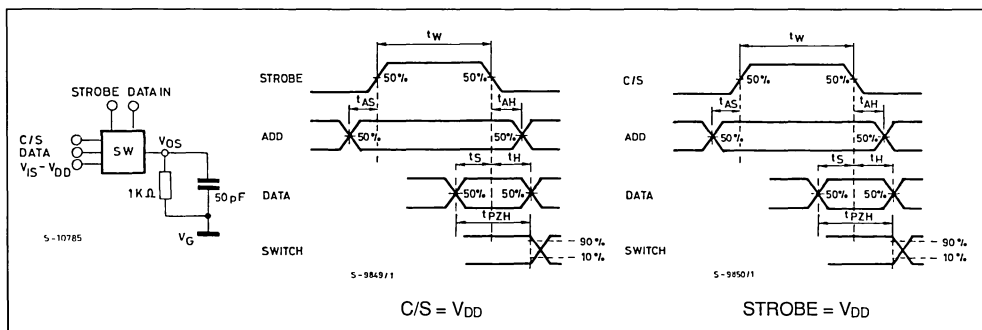 STROBE DATA IN
C/S
DATA
VIS - VDD
SW
VOS
1KΩ
50pF
VG
S-10785
tW
STROBE
50%
50%
tAS
tAH
ADD
50%
50%
tS
tH
DATA
50%
50%
tPZH
SWITCH
90%
10%
S-9849/1
C/S = VDD
tW
C/S
50%
50%
tAS
tAH
ADD
50%
50%
tS
tH
DATA
50%
50%
tPZH
SWITCH
90%
10%
S-9850/1
STROBE = VDD